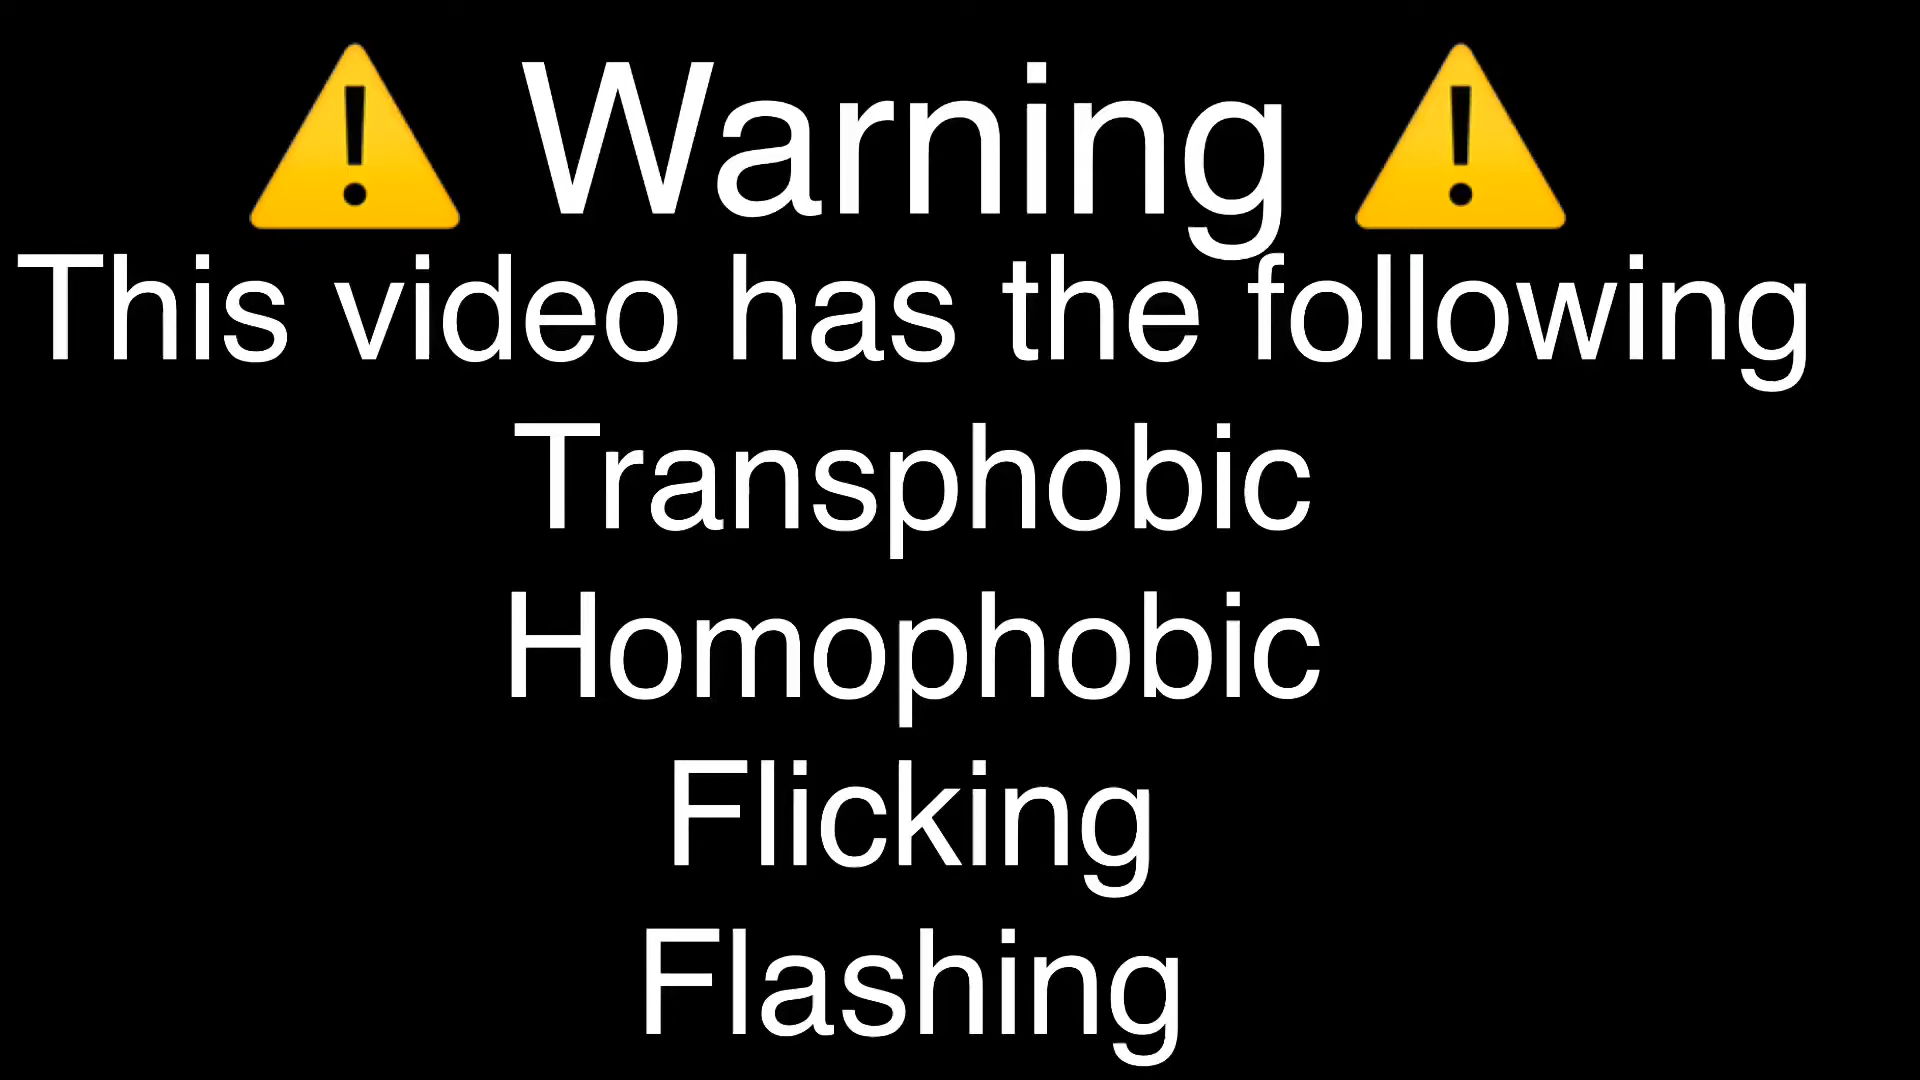 ⚠️ Warning ⚠️
This video has the following
Transphobic
Homophobic
Flicking
Flashing